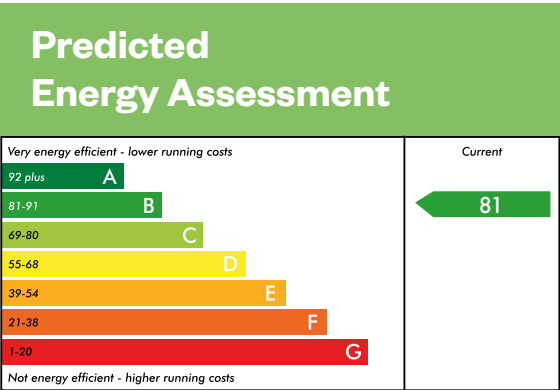 Predicted
Energy Assessment
Very energy efficient - lower running costs
Current
92 plus A
81-91 B
81
69-80 C
55-68 D
39-54 E
21-38 F
1-20 G
Not energy efficient - higher running costs